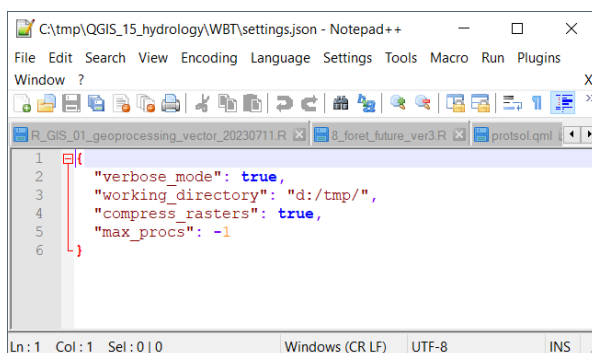 C:\tmp\QGIS_15_hydrology\WBT\settings.json - Notepad++
File Edit Search View Encoding Language Settings Tools Macro Run Plugins
Window ? X
R_GIS_01_geoprocessing_vector_20230711.R 8_foret_future_ver3.R protsol.qml
1 {
2 "verbose_mode": true,
3 "working_directory": "d:/tmp/",
4 "compress_rasters": true,
5 "max_procs": -1
6 }
Ln : 1 Col : 1 Sel : 0 | 0 Windows (CR LF) UTF-8 INS